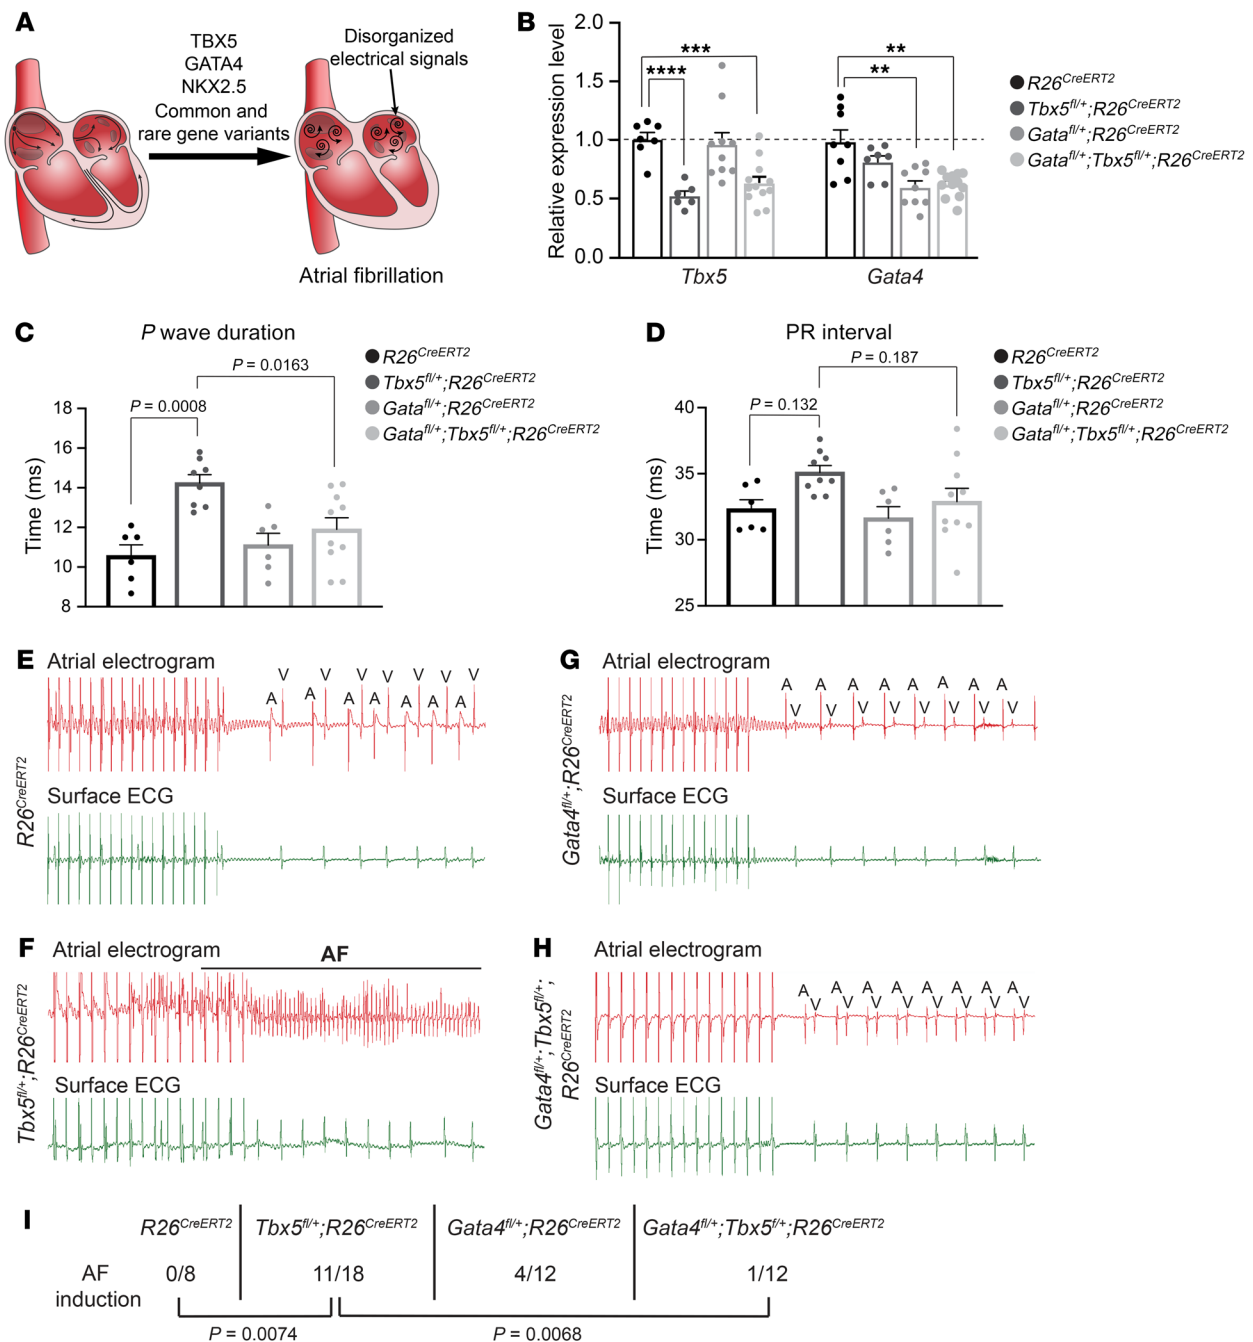 A
TBX5
GATA4
NKX2.5
Common and
rare gene variants
Disorganized
electrical signals
Atrial fibrillation
B
Relative expression level
2.0
1.5
1.0
0.5
0.0
***
****
**
**
Tbx5
Gata4
R26CreERT2
Tbx5fl/+;R26CreERT2
Gatafl/+;R26CreERT2
Gatafl/+;Tbx5fl/+;R26CreERT2
C
P wave duration
P = 0.0163
P = 0.0008
Time (ms)
18
16
14
12
10
8
R26CreERT2
Tbx5fl/+;R26CreERT2
Gatafl/+;R26CreERT2
Gatafl/+;Tbx5fl/+;R26CreERT2
D
PR interval
P = 0.187
P = 0.132
Time (ms)
40
35
30
25
R26CreERT2
Tbx5fl/+;R26CreERT2
Gatafl/+;R26CreERT2
Gatafl/+;Tbx5fl/+;R26CreERT2
E
Atrial electrogram
V V V V V V V
A A A A A A A
R26CreERT2
Surface ECG
G
Atrial electrogram
A A A A A A A A
V V V V V V V V
Gata4fl/+;R26CreERT2
Surface ECG
F
Atrial electrogram
AF
Tbx5fl/+;R26CreERT2
Surface ECG
H
Atrial electrogram
A A A A A A A A
V V V V V V V V
Gata4fl/+;Tbx5fl/+;
R26CreERT2
Surface ECG
I
R26CreERT2
Tbx5fl/+;R26CreERT2
Gata4fl/+;R26CreERT2
Gata4fl/+;Tbx5f/+;R26CreERT2
AF
induction
0/8
11/18
4/12
1/12
P = 0.0074
P = 0.0068